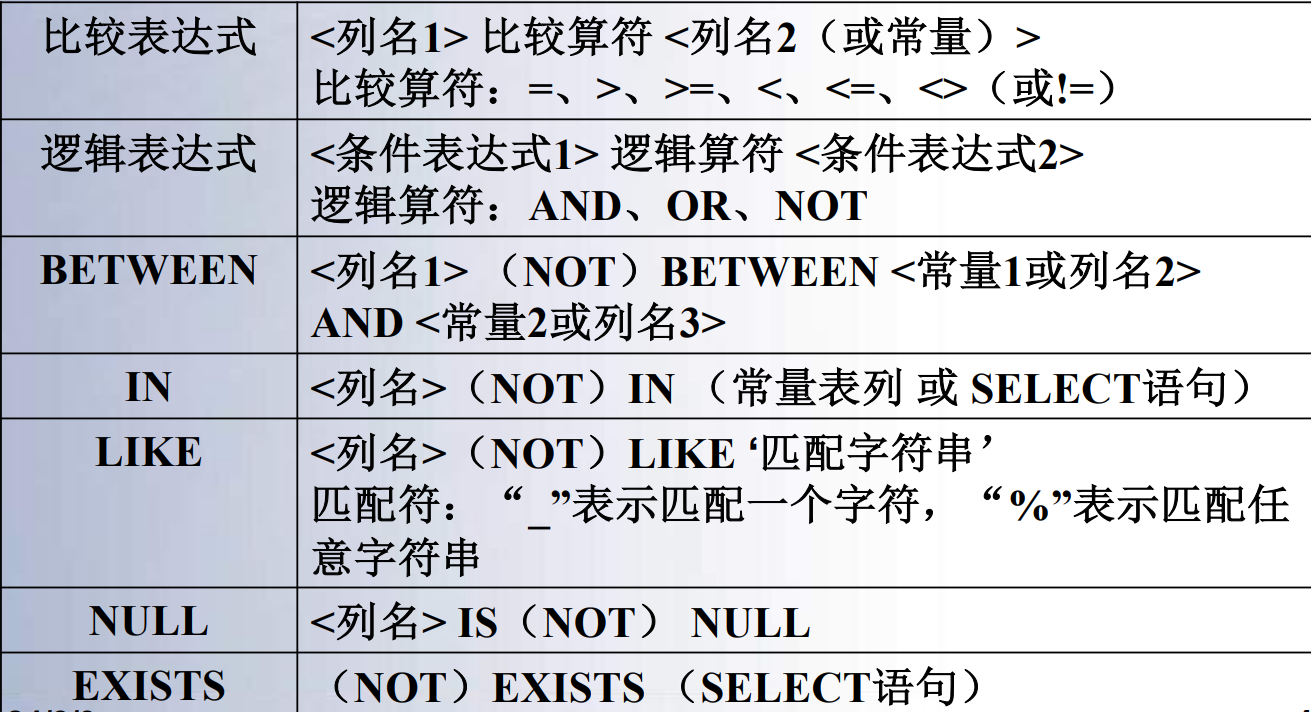 比较表达式
<列名1> 比较算符 <列名2（或常量）>
比较算符：=、>、>=、<、<=、<>（或!=）
逻辑表达式
<条件表达式1> 逻辑算符 <条件表达式2>
逻辑算符：AND、OR、NOT
BETWEEN
<列名1> （NOT）BETWEEN <常量1或列名2>
AND <常量2或列名3>
IN
<列名>（NOT）IN （常量表列 或 SELECT语句）
LIKE
<列名>（NOT）LIKE ‘匹配字符串’
匹配符：“_”表示匹配一个字符，“%”表示匹配任
意字符串
NULL
<列名> IS（NOT） NULL
EXISTS
（NOT）EXISTS （SELECT语句）